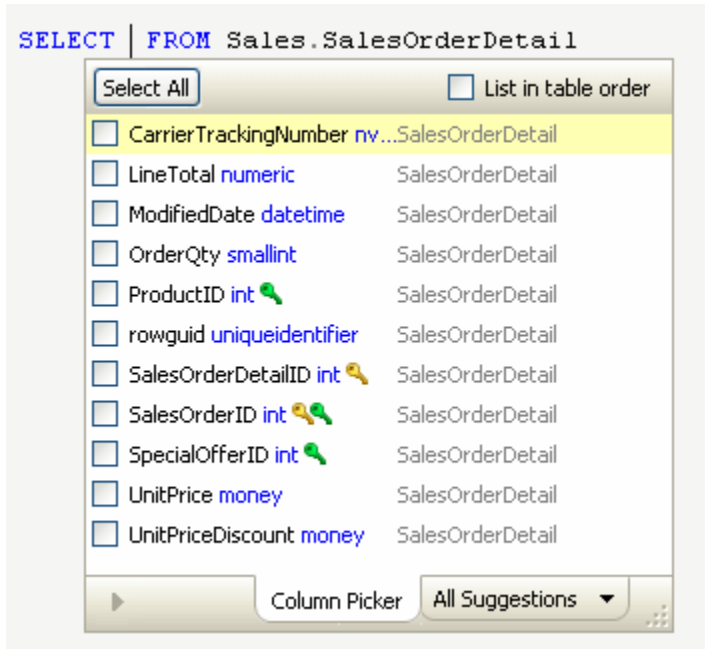 SELECT FROM Sales.SalesOrderDetail
Select All List in table order
CarrierTrackingNumber nv...SalesOrderDetail
LineTotal numeric SalesOrderDetail
ModifiedDate datetime SalesOrderDetail
OrderQty smallint SalesOrderDetail
ProductID int SalesOrderDetail
rowguid uniqueidentifier SalesOrderDetail
SalesOrderDetailID int SalesOrderDetail
SalesOrderID int SalesOrderDetail
SpecialOfferID int SalesOrderDetail
UnitPrice money SalesOrderDetail
UnitPriceDiscount money SalesOrderDetail
Column Picker All Suggestions